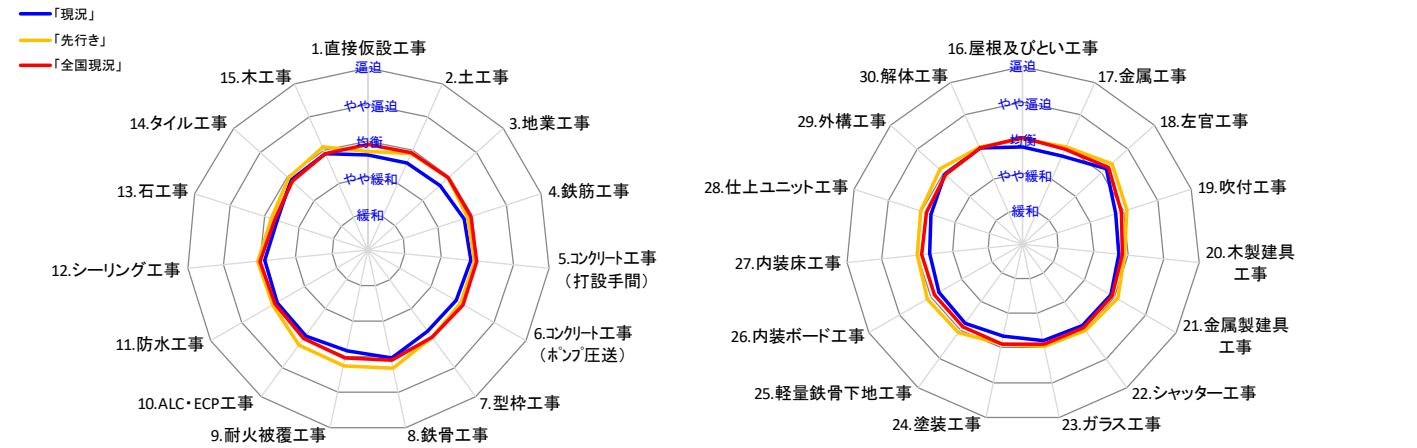 「現況」
「先行き」
「全国現況」
1.直接仮設工事
2.土工事
3.地業工事
4.鉄筋工事
5.コンクリート工事
（打設手間）
6.コンクリート工事
（ポンプ圧送）
7.型枠工事
8.鉄骨工事
9.耐火被覆工事
10.ALC・ECP工事
11.防水工事
12.シーリング工事
13.石工事
14.タイル工事
15.木工事
逼迫
やや逼迫
均衡
やや緩和
緩和
16.屋根及びとい工事
17.金属工事
18.左官工事
19.吹付工事
20.木製建具
工事
21.金属製建具
工事
22.シャッター工事
23.ガラス工事
24.塗装工事
25.軽量鉄骨下地工事
26.内装ボード工事
27.内装床工事
28.仕上ユニット工事
29.外構工事
30.解体工事
逼迫
やや逼迫
均衡
やや緩和
緩和